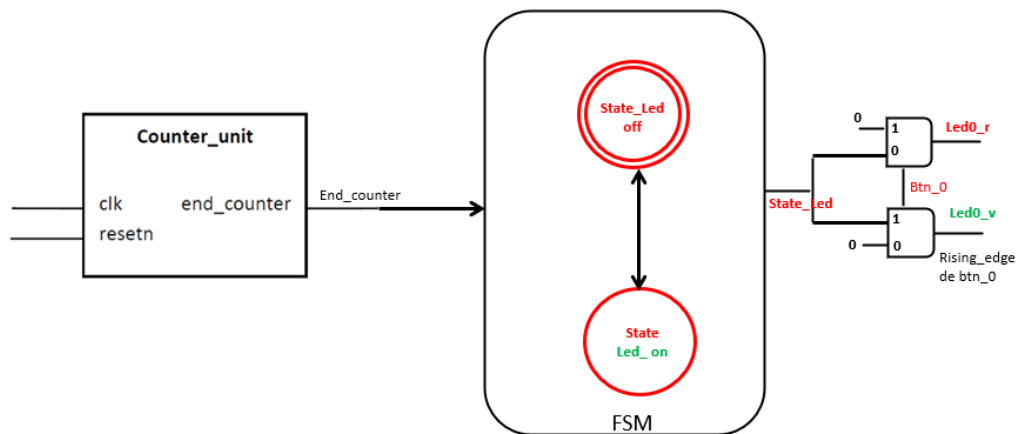 Counter_unit
clk end_counter
resetn
End_counter
State_Led
off
State
Led_ on
FSM
State_Led
0
1
0
Led0_r
Btn_0
1
0
0
Led0_v
Rising_edge
de btn_0